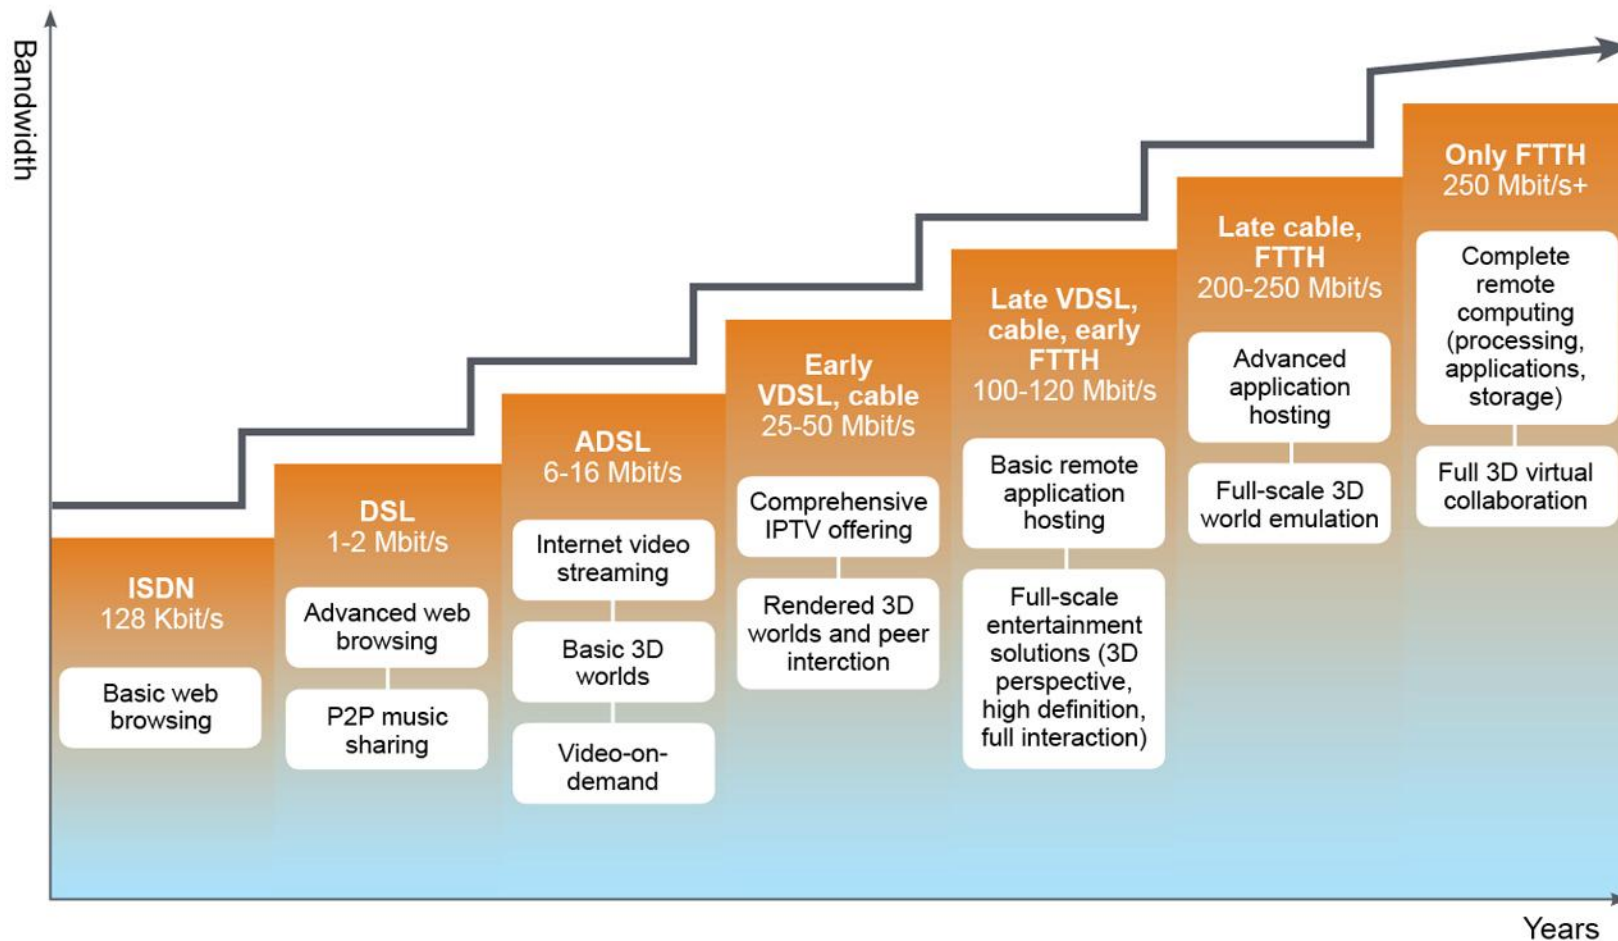 Bandwidth
ISDN
128 Kbit/s
Basic web
browsing
DSL
1-2 Mbit/s
Advanced web
browsing
P2P music
sharing
ADSL
6-16 Mbit/s
Internet video
streaming
Basic 3D
worlds
Video-on-
demand
Early
VDSL, cable
25-50 Mbit/s
Comprehensive
IPTV offering
Rendered 3D
worlds and peer
interction
Late VDSL,
cable, early
FTTH
100-120 Mbit/s
Basic remote
application
hosting
Full-scale
entertainment
solutions (3D
perspective,
high definition,
full interaction)
Late cable,
FTTH
200-250 Mbit/s
Advanced
application
hosting
Full-scale 3D
world emulation
Only FTTH
250 Mbit/s+
Complete
remote
computing
(processing,
applications,
storage)
Full 3D virtual
collaboration
Years